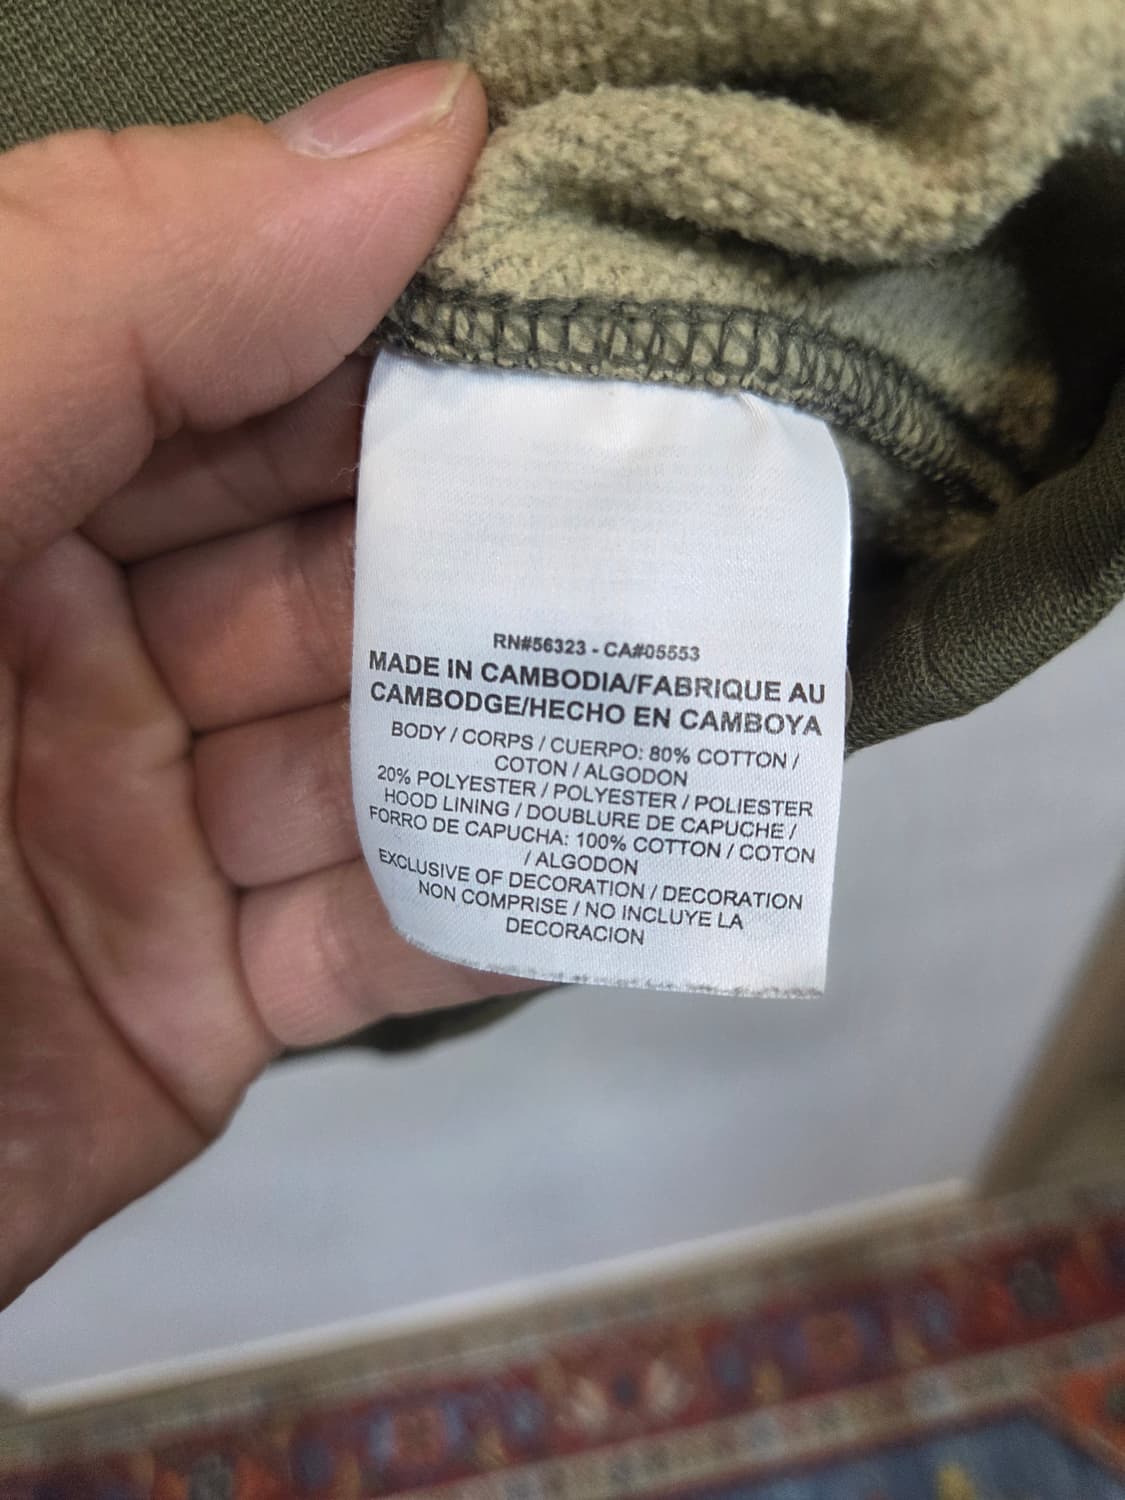 RN#56323 - CA#05553
MADE IN CAMBODIA/FABRIQUE AU
CAMBODGE/HECHO EN CAMBOYA
BODY / CORPS / CUERPO: 80% COTTON /
COTON / ALGODON
20% POLYESTER / POLYESTER / POLIESTER
HOOD LINING / DOUBLURE DE CAPUCHE /
FORRO DE CAPUCHA: 100% COTTON / COTON
/ ALGODON
EXCLUSIVE OF DECORATION / DECORATION
NON COMPRISE / NO INCLUYE LA
DECORACION